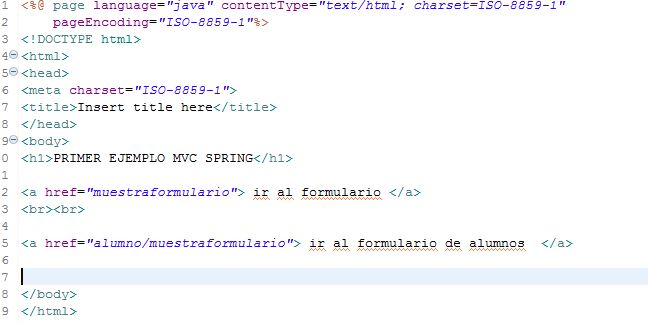 1 <%@ page language="java" contentType="text/html; charset=ISO-8859-1"
2 pageEncoding="ISO-8859-1"%>
3 <!DOCTYPE html>
4 <html>
5 <head>
6 <meta charset="ISO-8859-1">
7 <title>Insert title here</title>
8 </head>
9 <body>
0 <h1>PRIMER EJEMPLO MVC SPRING</h1>
1
2 <a href="muestraformulario"> ir al formulario </a>
3 <br><br>
4
5 <a href="alumno/muestraformulario"> ir al formulario de alumnos  </a>
6
7
8 </body>
9 </html>